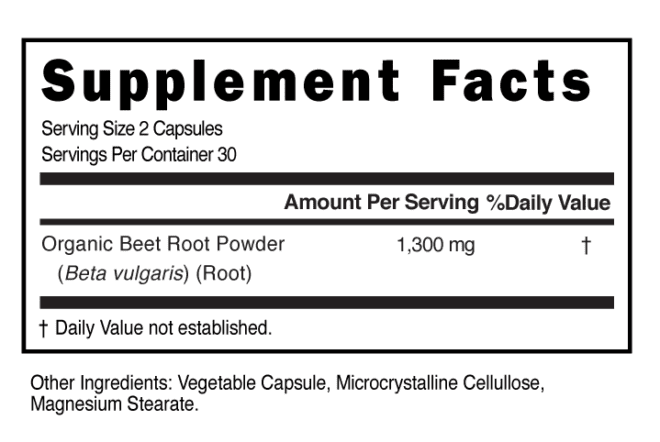 Supplement Facts
Serving Size 2 Capsules
Servings Per Container 30
Amount Per Serving %Daily Value
Organic Beet Root Powder 1,300 mg †
(Beta vulgaris) (Root)
† Daily Value not established.
Other Ingredients: Vegetable Capsule, Microcrystalline Cellullose,
Magnesium Stearate.